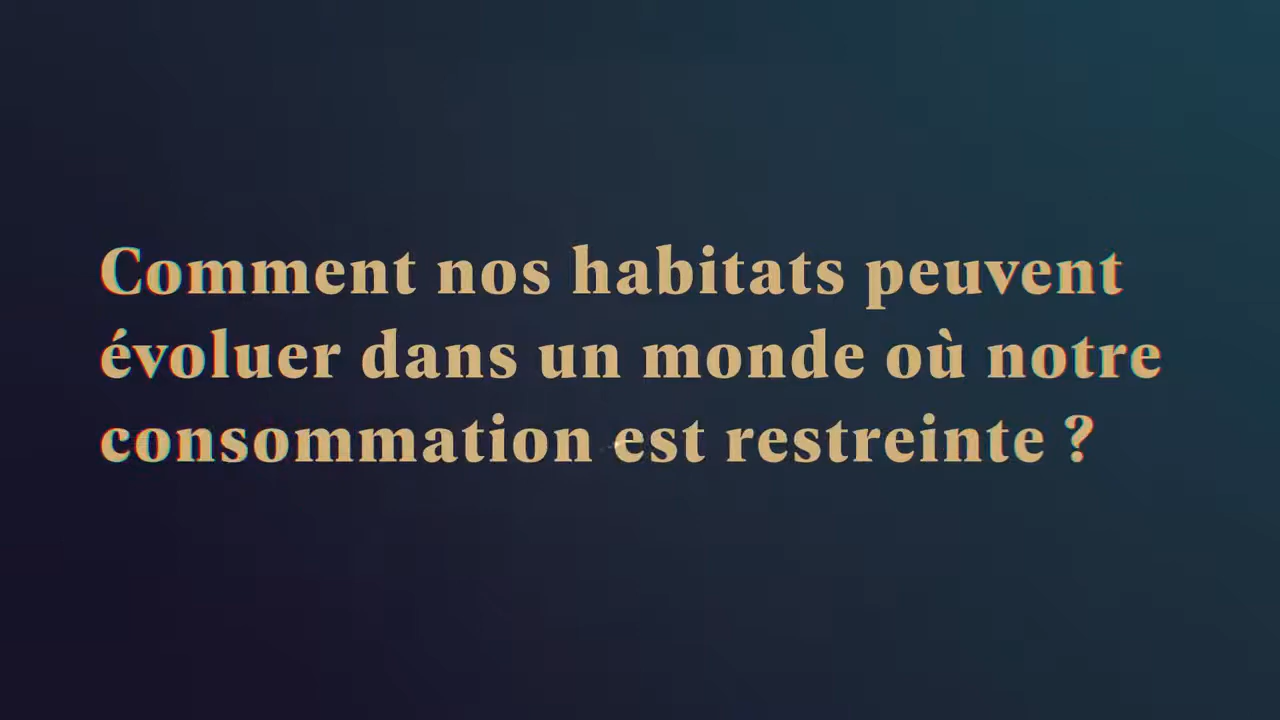 Comment nos habitats peuvent
évoluer dans un monde où notre
consommation est restreinte ?